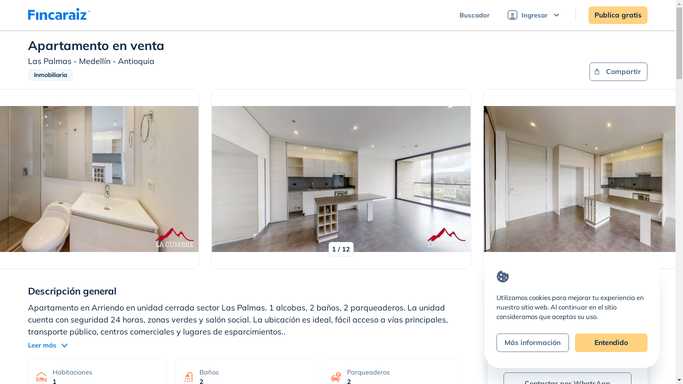 Fincaraiz
Buscador
Ingresar
Publica gratis
Apartamento en venta
Las Palmas - Medellín - Antioquia
Inmobiliaria
Compartir
LA CUMBRE
1 / 12
Descripción general
Apartamento en Arriendo en unidad cerrada sector Las Palmas. 1 alcobas, 2 baños, 2 parqueaderos. La unidad
cuenta con seguridad 24 horas, zonas verdes y salón social. La ubicación es ideal, fácil acceso a vías principales,
transporte público, centros comerciales y lugares de esparcimientos..
Leer más
Habitaciones
1
Baños
2
Parqueaderos
2
Utilizamos cookies para mejorar tu experiencia en
nuestro sitio web. Al continuar en el sitio
consideramos que aceptas su uso.
Más información
Entendido
Contactar por WhatsApp